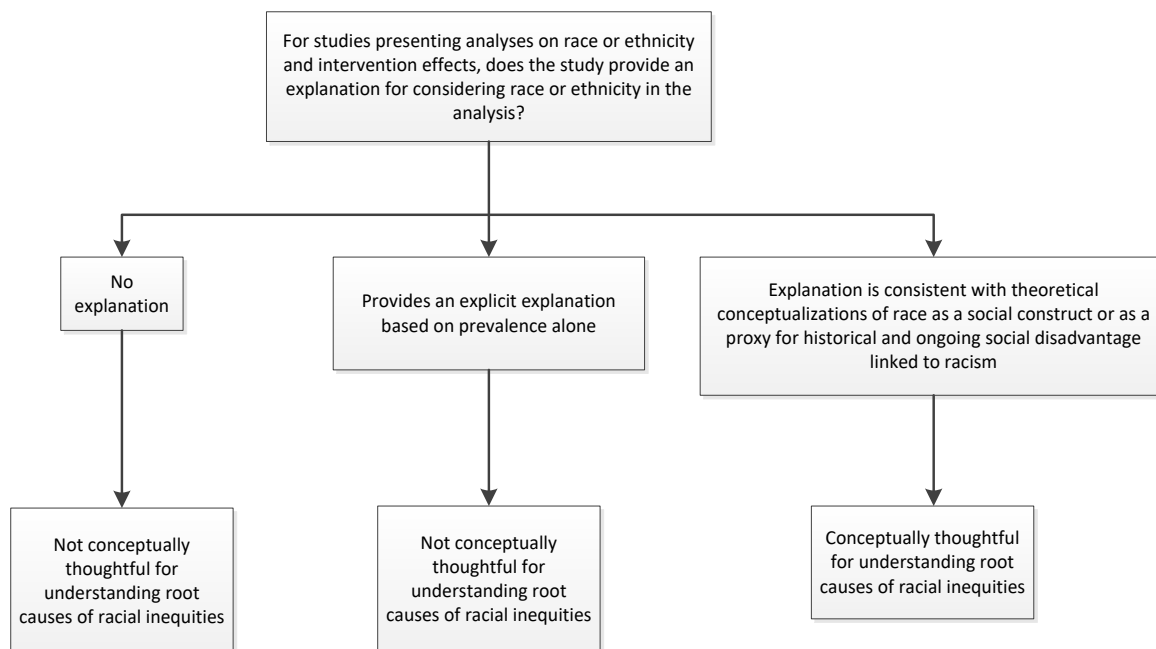 For studies presenting analyses on race or ethnicity
and intervention effects, does the study provide an
explanation for considering race or ethnicity in the
analysis?
No
explanation
Provides an explicit explanation
based on prevalence alone
Explanation is consistent with theoretical
conceptualizations of race as a social construct or as a
proxy for historical and ongoing social disadvantage
linked to racism
Not conceptually
thoughtful for
understanding root
causes of racial inequities
Not conceptually
thoughtful for
understanding root
causes of racial inequities
Conceptually thoughtful
for understanding root
causes of racial inequities